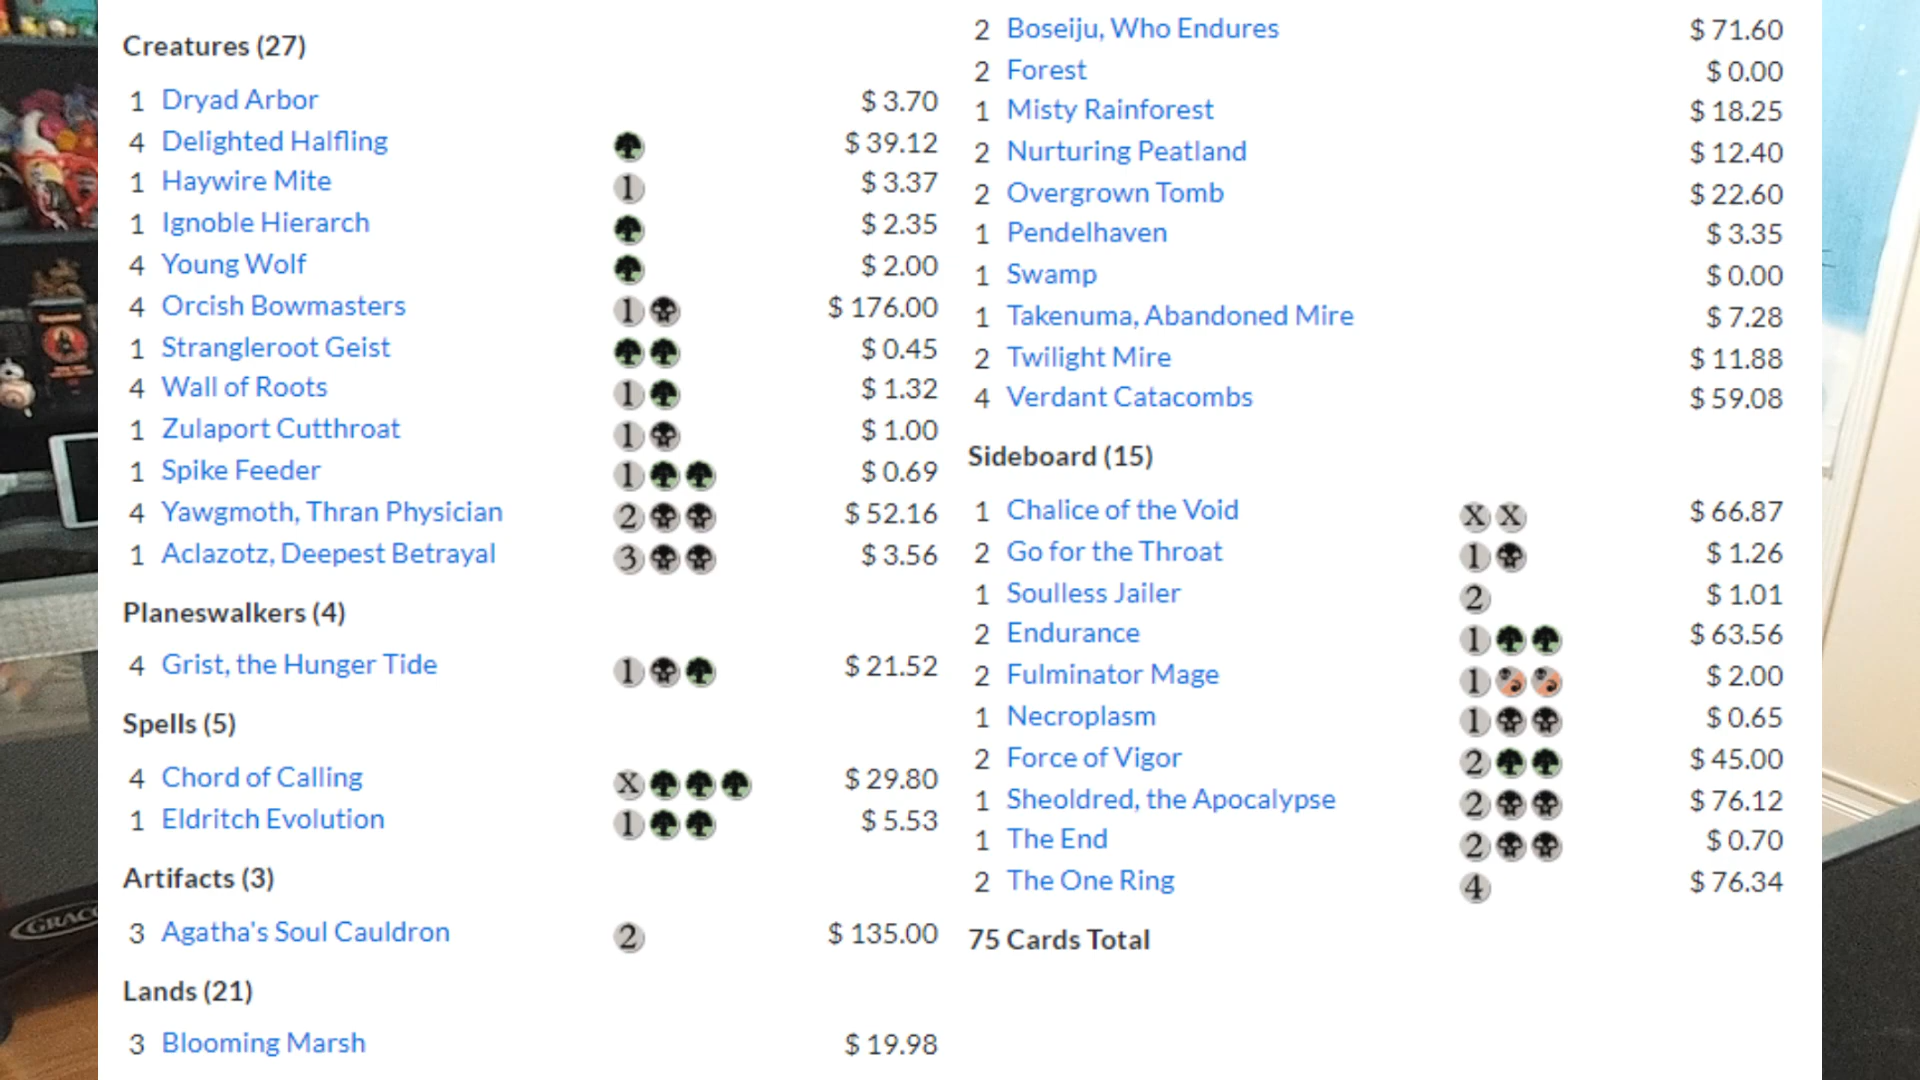 Creatures (27)
1 Dryad Arbor $ 3.70
4 Delighted Halfling $ 39.12
1 Haywire Mite 1 $ 3.37
1 Ignoble Hierarch $ 2.35
4 Young Wolf $ 2.00
4 Orcish Bowmasters 1 $ 176.00
1 Strangleroot Geist $ 0.45
4 Wall of Roots 1 $ 1.32
1 Zulaport Cutthroat 1 $ 1.00
1 Spike Feeder 1 $ 0.69
4 Yawgmoth, Thran Physician 2 $ 52.16
1 Aclazotz, Deepest Betrayal 3 $ 3.56
Planeswalkers (4)
4 Grist, the Hunger Tide 1 $ 21.52
Spells (5)
4 Chord of Calling X $ 29.80
1 Eldritch Evolution 1 $ 5.53
Artifacts (3)
3 Agatha's Soul Cauldron 2 $ 135.00
Lands (21)
3 Blooming Marsh $ 19.98
2 Boseiju, Who Endures $ 71.60
2 Forest $ 0.00
1 Misty Rainforest $ 18.25
2 Nurturing Peatland $ 12.40
2 Overgrown Tomb $ 22.60
1 Pendelhaven $ 3.35
1 Swamp $ 0.00
1 Takenuma, Abandoned Mire $ 7.28
2 Twilight Mire $ 11.88
4 Verdant Catacombs $ 59.08
Sideboard (15)
1 Chalice of the Void X X $ 66.87
2 Go for the Throat 1 $ 1.26
1 Soulless Jailer 2 $ 1.01
2 Endurance 1 $ 63.56
2 Fulminator Mage 1 $ 2.00
1 Necroplasm 1 $ 0.65
2 Force of Vigor 2 $ 45.00
1 Sheoldred, the Apocalypse 2 $ 76.12
1 The End 2 $ 0.70
2 The One Ring 4 $ 76.34
75 Cards Total
GRACO